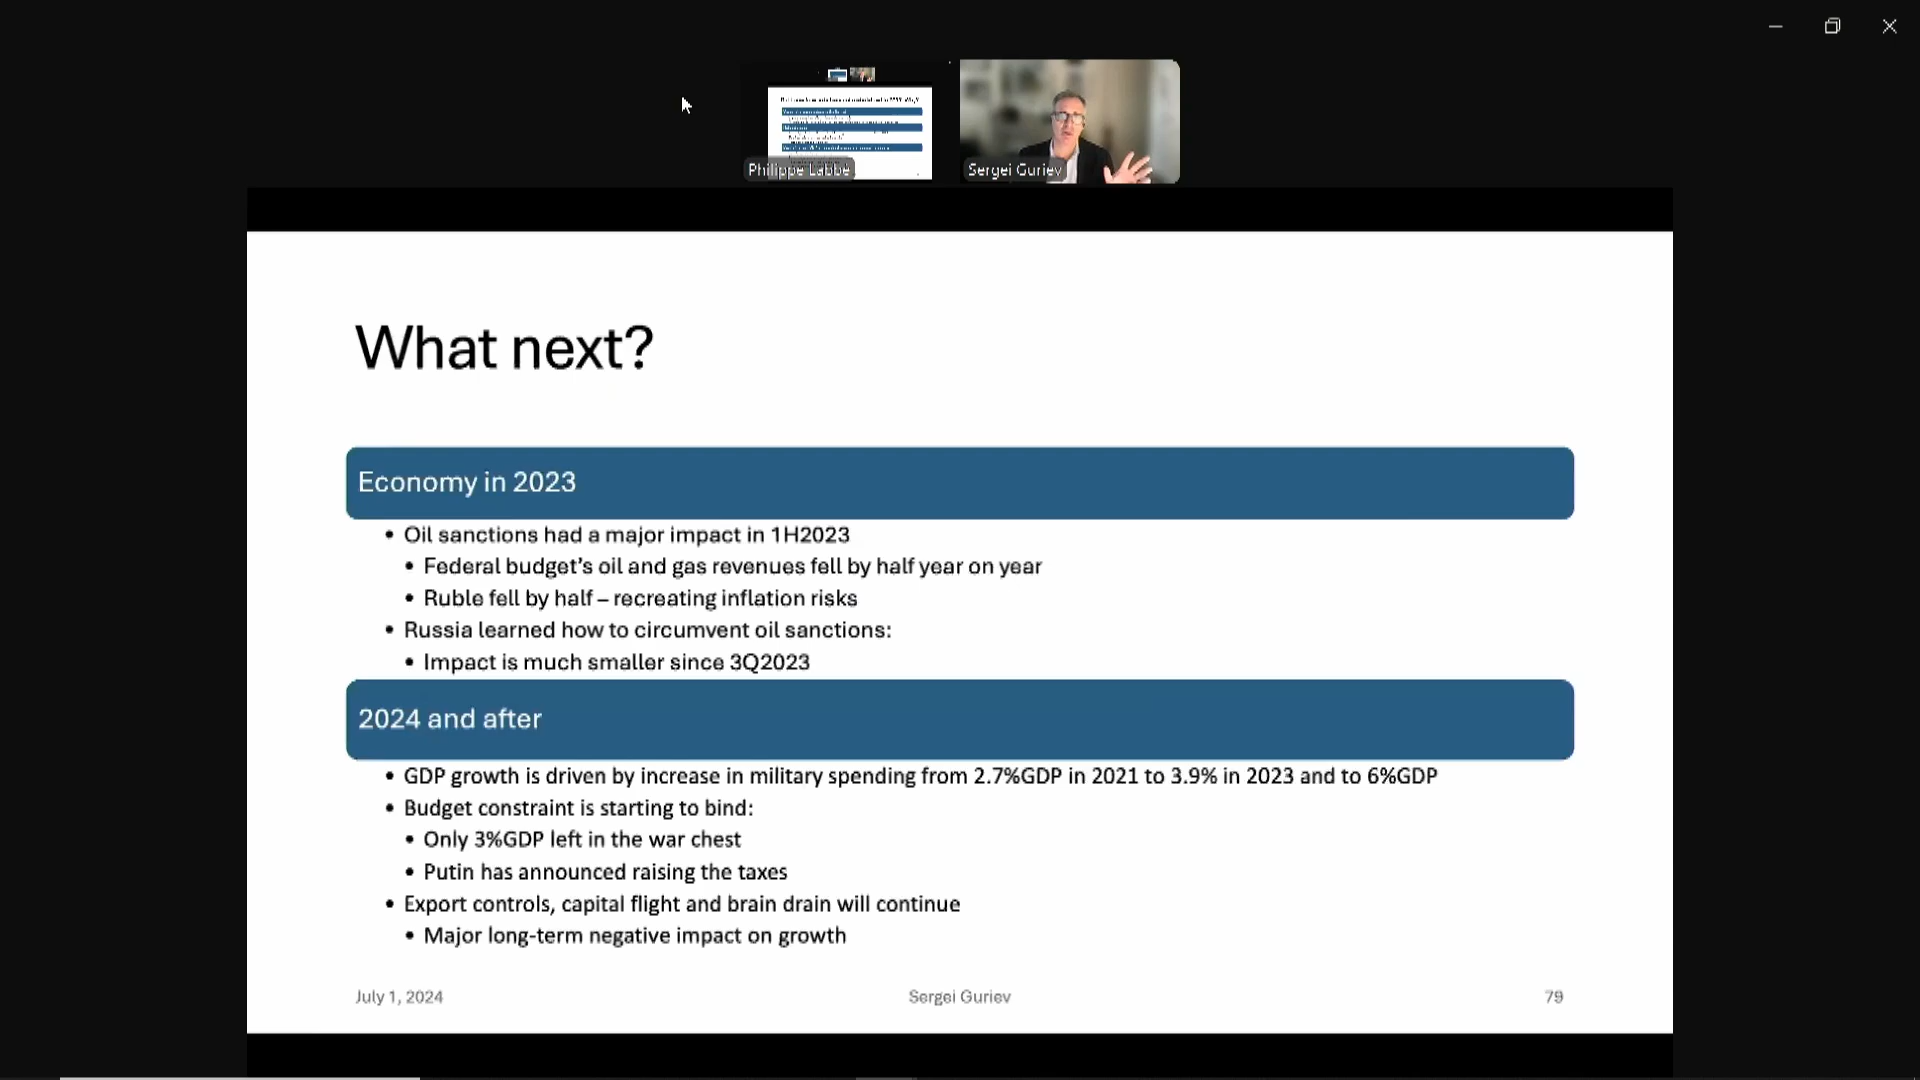 Philippe Labbé
Sergei Guriev
What next?
Economy in 2023
• Oil sanctions had a major impact in 1H2023
• Federal budget's oil and gas revenues fell by half year on year
• Ruble fell by half – recreating inflation risks
• Russia learned how to circumvent oil sanctions:
• Impact is much smaller since 3Q2023
2024 and after
• GDP growth is driven by increase in military spending from 2.7%GDP in 2021 to 3.9% in 2023 and to 6%GDP
• Budget constraint is starting to bind:
• Only 3%GDP left in the war chest
• Putin has announced raising the taxes
• Export controls, capital flight and brain drain will continue
• Major long-term negative impact on growth
July 1, 2024
Sergei Guriev
79